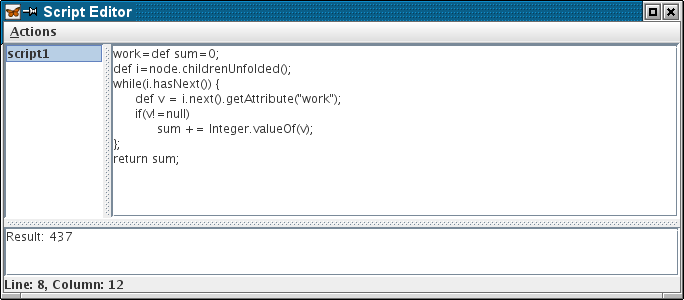 Script Editor
Actions
script1
work=def sum=0;
def i=node.childrenUnfolded();
while(i.hasNext()) {
def v = i.next().getAttribute("work");
if(v!=null)
sum += Integer.valueOf(v);
};
return sum;
Result: 437
Line: 8, Column: 12